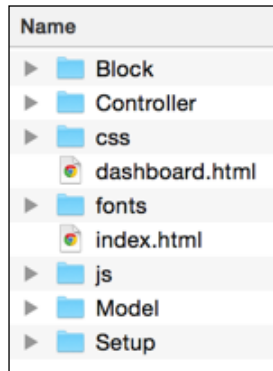 Name
Block
Controller
css
dashboard.html
fonts
index.html
js
Model
Setup